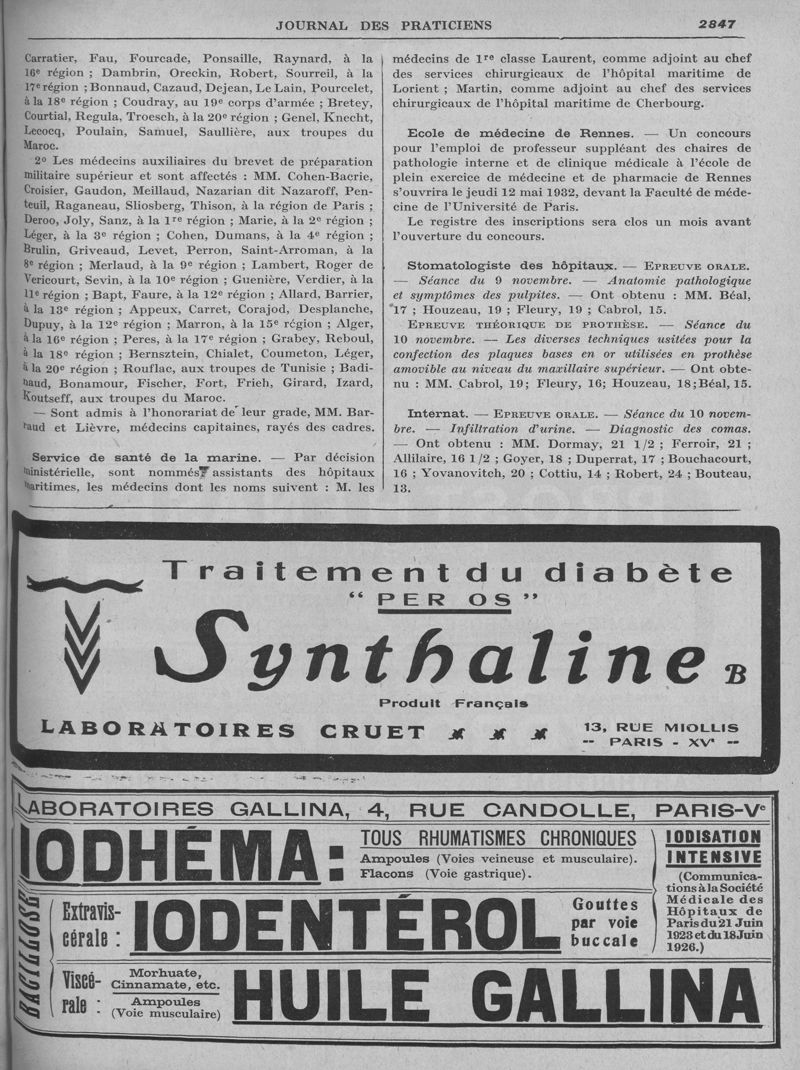 JOURNAL DES PRATICIENS 2847
Carratier, Fau, Fourcade, Ponsaille, Raynard, à la
16e région ; Dambrin, Oreckin, Robert, Sourreil, à la
17e région ; Bonnaud, Cazaud, Dejean, Le Lain, Pourcelet,
à la 18e région ; Coudray, au 19e corps d'armée ; Bretey,
Courtial, Regula, Troesch, à la 20e région ; Genel, Knecht,
Lecocq, Poulain, Samuel, Saullière, aux troupes du
Maroc.
2o Les médecins auxiliaires du brevet de préparation
militaire supérieur et sont affectés : MM. Cohen-Bacrie,
Croisier, Gaudon, Meillaud, Nazarian dit Nazaroff, Pen-
teuil, Raganeau, Sliosberg, Thison, à la région de Paris ;
Deroo, Joly, Sanz, à la 1re région ; Marie, à la 2e région ;
Léger, à la 3e région ; Cohen, Dumans, à la 4e région ;
Brulin, Griveaud, Levet, Perron, Saint-Arroman, à la
8e région ; Merlaud, à la 9e région ; Lambert, Roger de
Vericourt, Sevin, à la 10e région ; Guenière, Verdier, à la
11e région ; Bapt, Faure, à la 12e région ; Allard, Barrier,
à la 13e région ; Appeux, Carret, Corajod, Desplanche,
Dupuy, à la 12e région ; Marron, à la 15e région ; Alger,
à la 16e région ; Peres, à la 17e région ; Grabey, Reboul,
à la 18e région ; Bernsztein, Chialet, Coumeton, Léger,
à la 20e région ; Rouflac, aux troupes de Tunisie ; Badi-
naud, Bonamour, Fischer, Fort, Frieh, Girard, Izard,
Koutseff, aux troupes du Maroc.
— Sont admis à l'honorariat de leur grade, MM. Bar-
raud et Lièvre, médecins capitaines, rayés des cadres.
Service de santé de la marine. — Par décision
ministérielle, sont nommés assistants des hôpitaux
maritimes, les médecins dont les noms suivent : M. les
médecins de 1re classe Laurent, comme adjoint au chef
des services chirurgicaux de l'hôpital maritime de
Lorient ; Martin, comme adjoint au chef des services
chirurgicaux de l'hôpital maritime de Cherbourg.
Ecole de médecine de Rennes. — Un concours
pour l'emploi de professeur suppléant des chaires de
pathologie interne et de clinique médicale à l'école de
plein exercice de médecine et de pharmacie de Rennes
s'ouvrira le jeudi 12 mai 1932, devant la Faculté de méde-
cine de l'Université de Paris.
Le registre des inscriptions sera clos un mois avant
l'ouverture du concours.
Stomatologiste des hôpitaux. — EPREUVE ORALE.
— Séance du 9 novembre. — Anatomie pathologique
et symptômes des pulpites. — Ont obtenu : MM. Béal,
17 ; Houzeau, 19 ; Fleury, 19 ; Cabrol, 15.
EPREUVE THÉORIQUE DE PROTHÈSE. — Séance du
10 novembre. — Les diverses techniques usitées pour la
confection des plaques bases en or utilisées en prothèse
amovible au niveau du maxillaire supérieur. — Ont obte-
nu : MM. Cabrol, 19 ; Fleury, 16 ; Houzeau, 18 ; Béal, 15.
Internat. — EPREUVE ORALE. — Séance du 10 novem-
bre. — Infiltration d'urine. — Diagnostic des comas.
— Ont obtenu : MM. Dormay, 21 1/2 ; Ferroir, 21 ;
Allilaire, 16 1/2 ; Goyer, 18 ; Duperrat, 17 ; Bouchacourt,
16 ; Yovanovitch, 20 ; Cottiu, 14 ; Robert, 24 ; Bouteau,
13.
Traitement du diabète
“ PER OS ”
Synthaline B
Produit Français
LABORATOIRES CRUET
13, RUE MIOLLIS
-- PARIS - XVe --
LABORATOIRES GALLINA, 4, RUE CANDOLLE, PARIS-Ve
BACILLOSE
IODHÉMA :
TOUS RHUMATISMES CHRONIQUES
Ampoules (Voies veineuse et musculaire).
Flacons (Voie gastrique).
Extravis-
cérale :
IODENTÉROL
Gouttes
par voie
buccale
IODISATION
INTENSIVE
(Communica-
tions à la Société
Médicale des
Hôpitaux de
Paris du 21 Juin
1923 et du 18 Juin
1926.)
Viscé-
rale :
Morhuate,
Cinnamate, etc.
Ampoules
(Voie musculaire)
HUILE GALLINA